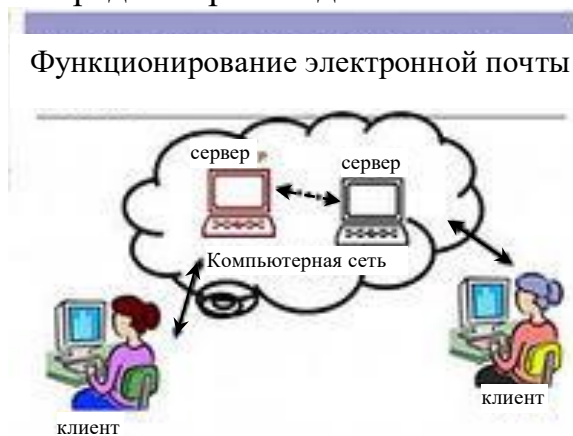 Функционирование электронной почты
сервер
сервер
Компьютерная сеть
клиент
клиент